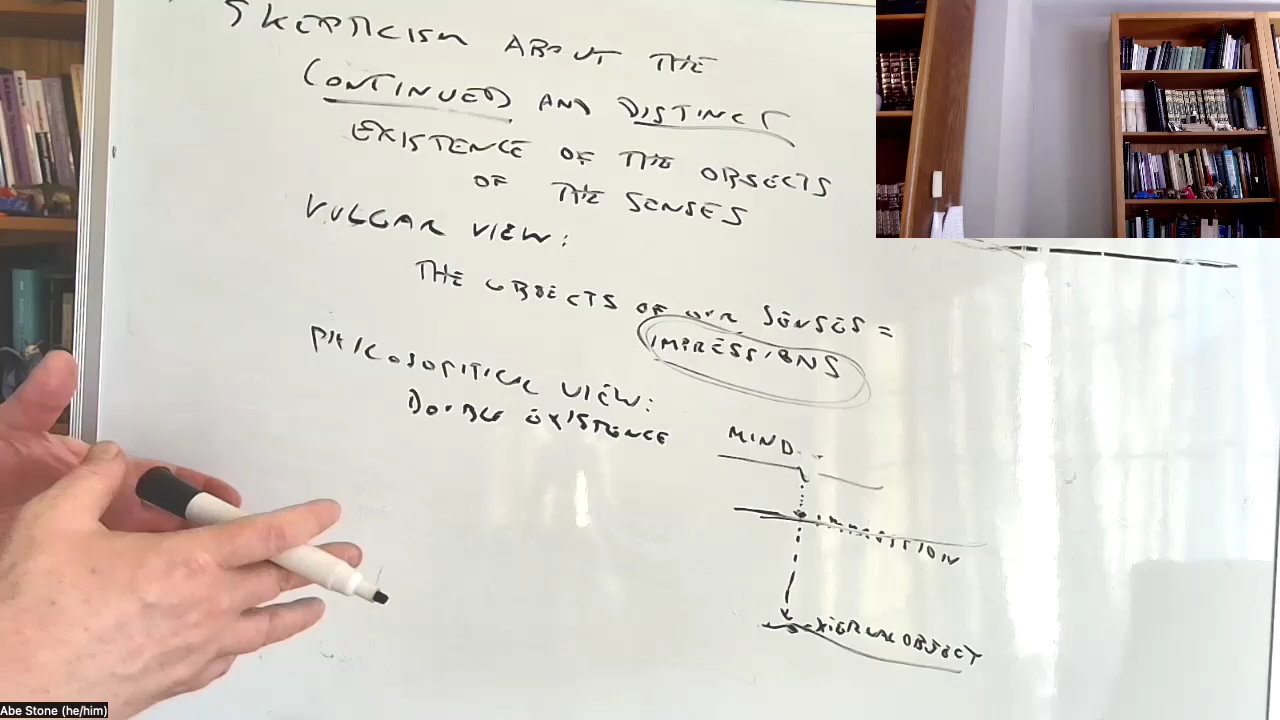 SKEPTICISM ABOUT THE
CONTINUED AND DISTINCT
EXISTENCE OF THE OBJECTS
OF THE SENSES
VULGAR VIEW:
THE OBJECTS OF OUR SENSES =
IMPRESSIONS
PHILOSOPHICAL VIEW:
DOUBLE EXISTENCE
MIND
EXTERNAL OBJECT
Abe Stone (he/him)